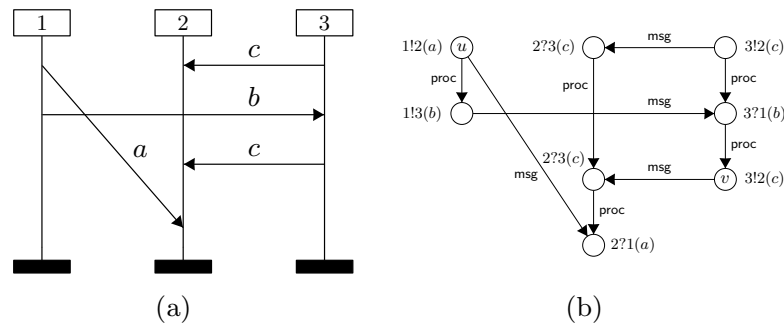 1 2 3
c
b
a
c
(a)
1!2(a) u 2?3(c) msg 3!2(c)
proc proc proc
1!3(b) msg 3?1(b)
proc
2?3(c)
msg msg v 3!2(c)
proc
2?1(a)
(b)